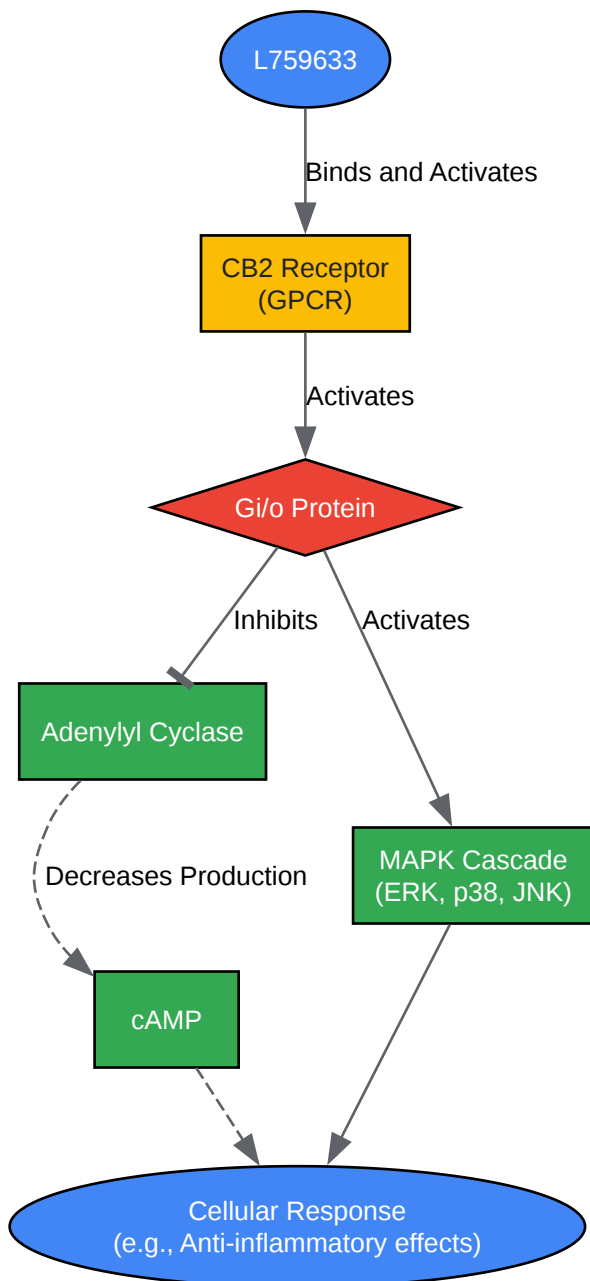 L759633
Binds and Activates
CB2 Receptor
(GPCR)
Activates
Gi/o Protein
Inhibits
Activates
Adenylyl Cyclase
MAPK Cascade
(ERK, p38, JNK)
Decreases Production
cAMP
Cellular Response
(e.g., Anti-inflammatory effects)